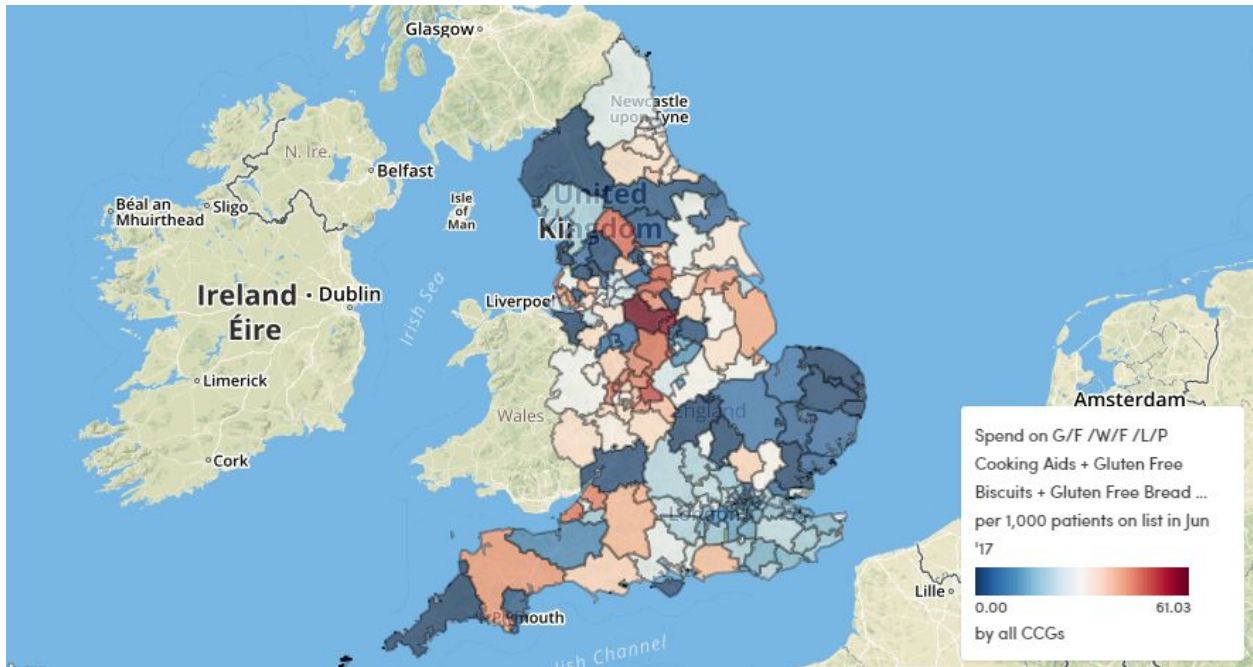 Glasgow
Newcastle
upon Tyne
N. Ire.
Belfast
United
Kingdom
Isle
of
Man
Béal an
Mhuirthead
Sligo
Ireland
Éire
Dublin
Irish Sea
Liverpool
Limerick
Wales
England
Cork
London
Plymouth
Amsterdam
Lille
Spend on G/F /W/F /L/P
Cooking Aids + Gluten Free
Biscuits + Gluten Free Bread ...
per 1,000 patients on list in Jun
'17
0.00 61.03
by all CCGs